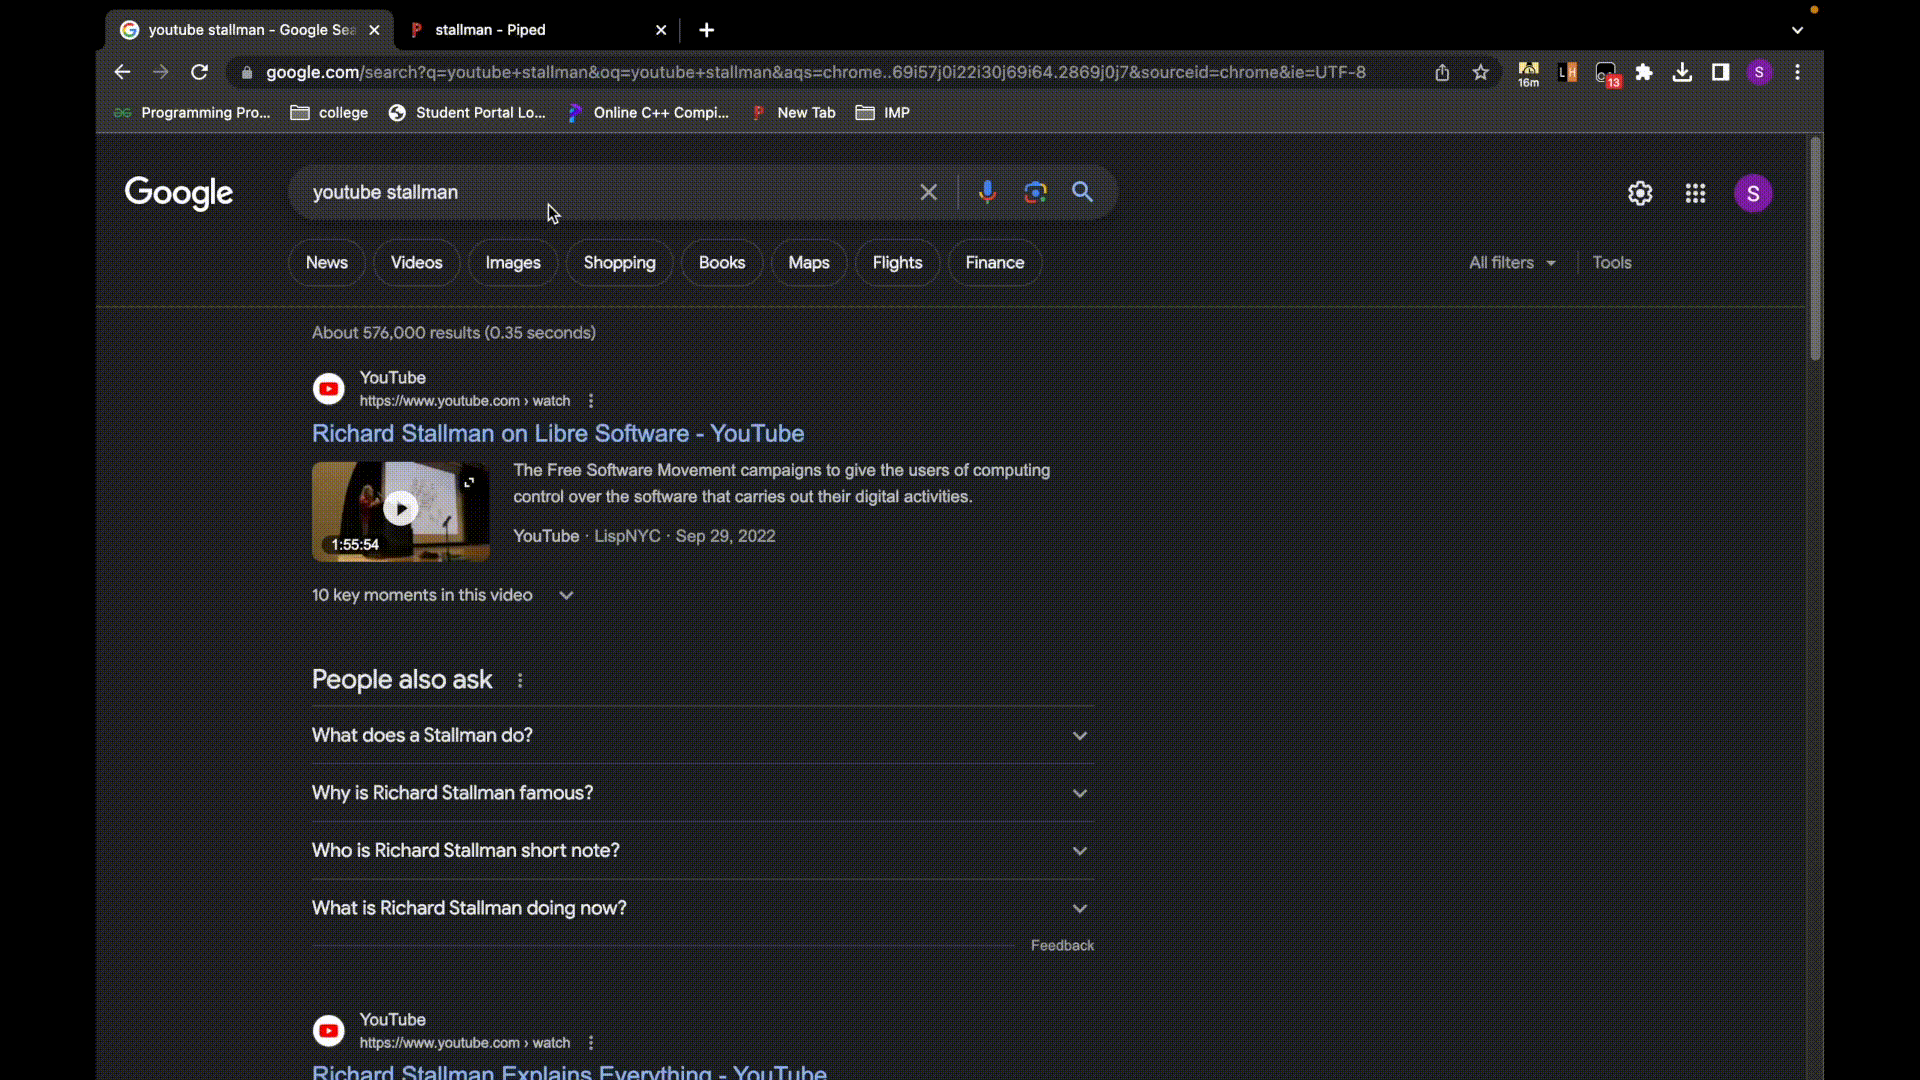 youtube stallman - Google Sea
stallman - Piped
google.com/search?q=youtube+stallman&oq=youtube+stallman&aqs=chrome..69i57j0i22i30j69i64.2869j0j7&sourceid=chrome&ie=UTF-8
16m
LH
13
S
Programming Pro...
college
Student Portal Lo...
Online C++ Compi...
New Tab
IMP
Google
youtube stallman
S
News
Videos
Images
Shopping
Books
Maps
Flights
Finance
All filters
Tools
About 576,000 results (0.35 seconds)
YouTube
https://www.youtube.com › watch
Richard Stallman on Libre Software - YouTube
The Free Software Movement campaigns to give the users of computing
control over the software that carries out their digital activities.
1:55:54
YouTube · LispNYC · Sep 29, 2022
10 key moments in this video
People also ask
What does a Stallman do?
Why is Richard Stallman famous?
Who is Richard Stallman short note?
What is Richard Stallman doing now?
Feedback
YouTube
https://www.youtube.com › watch
Richard Stallman Explains Everything - YouTube